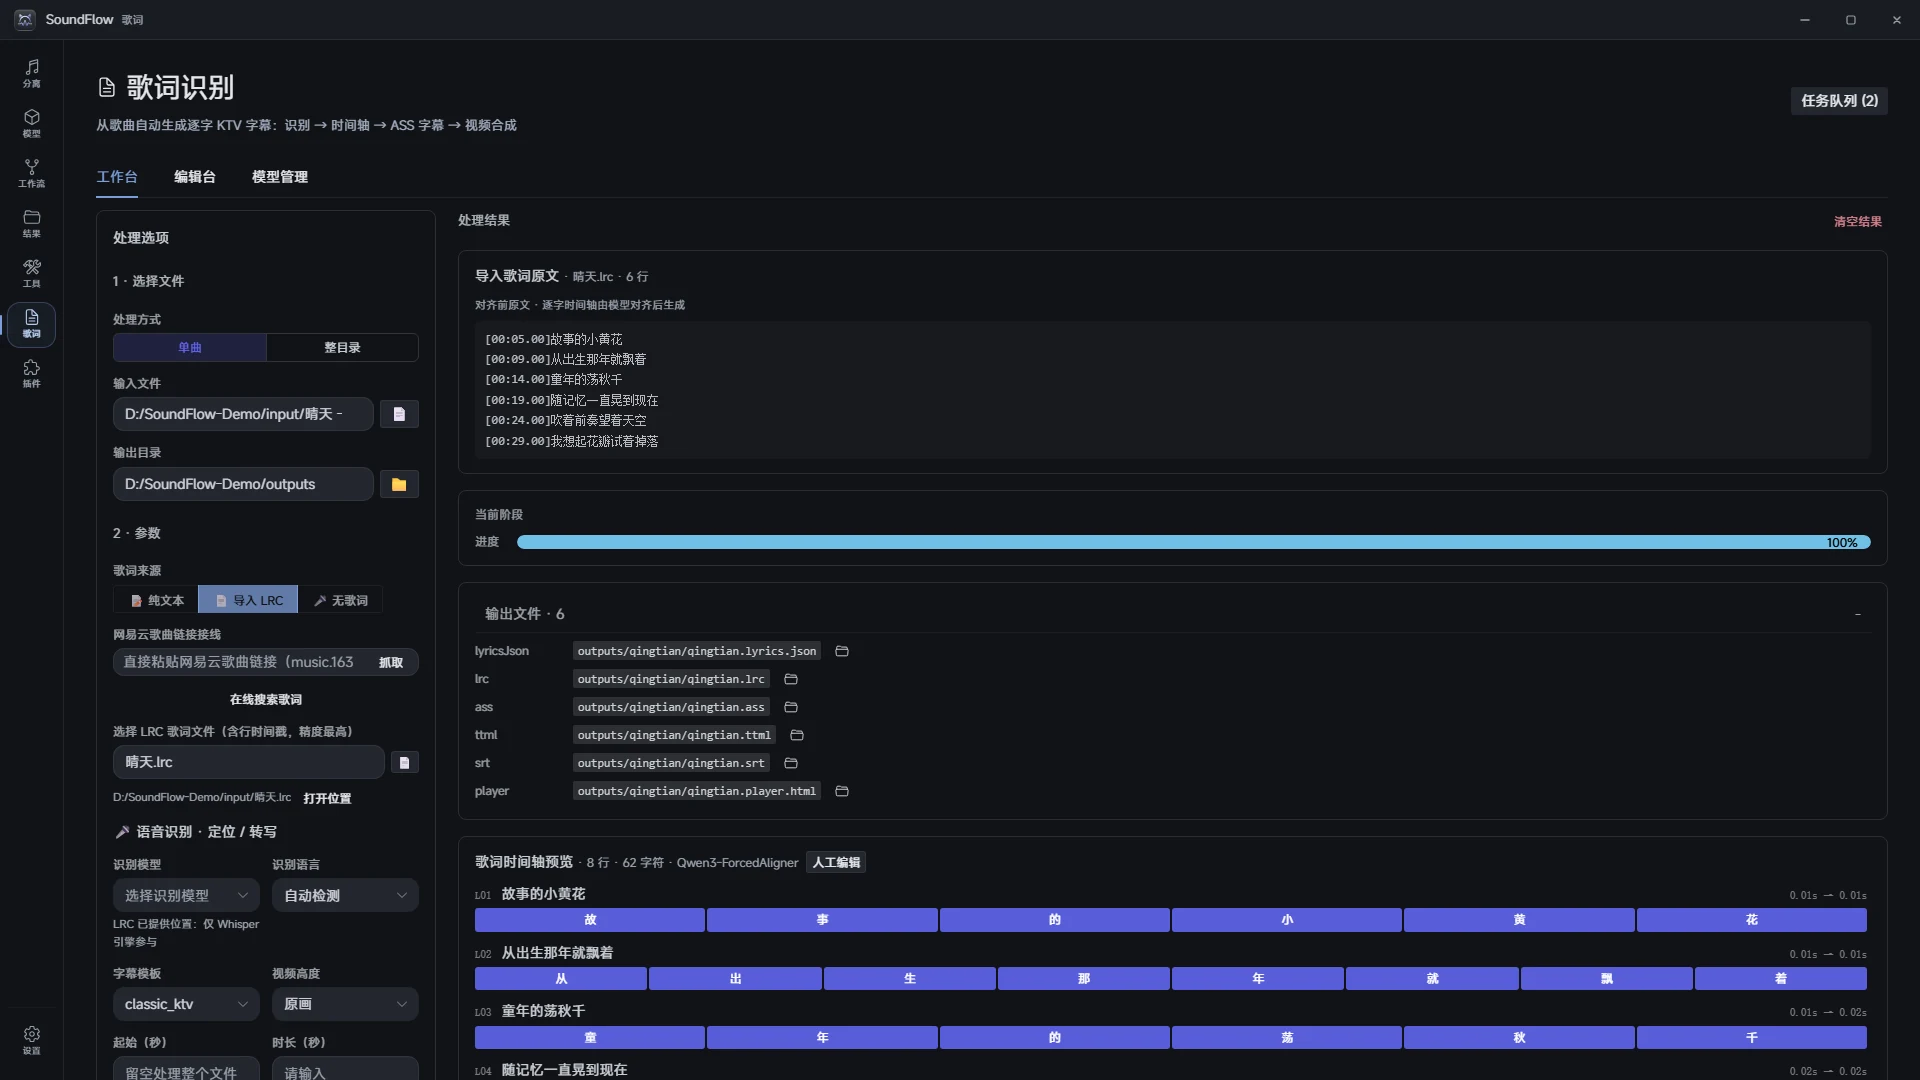 SoundFlow 歌词
分离
模型
工作流
结果
工具
歌词
插件
设置
歌词识别
从歌曲自动生成逐字 KTV 字幕：识别 → 时间轴 → ASS 字幕 → 视频合成
任务队列 (2)
工作台 编辑台 模型管理
处理选项
1 · 选择文件
处理方式
单曲 整目录
输入文件
D:/SoundFlow-Demo/input/晴天 -
输出目录
D:/SoundFlow-Demo/outputs
2 · 参数
歌词来源
纯文本 导入 LRC 无歌词
网易云歌曲链接接线
直接粘贴网易云歌曲链接（music.163 抓取
在线搜索歌词
选择 LRC 歌词文件（含行时间戳，精度最高）
晴天.lrc
D:/SoundFlow-Demo/input/晴天.lrc 打开位置
语音识别 · 定位 / 转写
识别模型 识别语言
选择识别模型 自动检测
LRC 已提供位置：仅 Whisper
引擎参与
字幕模板 视频高度
classic_ktv 原画
起始（秒） 时长（秒）
留空处理整个文件 请输入
处理结果 清空结果
导入歌词原文 · 晴天.lrc · 6 行
对齐前原文 · 逐字时间轴由模型对齐后生成
[00:05.00]故事的小黄花
[00:09.00]从出生那年就飘着
[00:14.00]童年的荡秋千
[00:19.00]随记忆一直晃到现在
[00:24.00]吹着前奏望着天空
[00:29.00]我想起花瓣试着掉落
当前阶段
进度 100%
输出文件 · 6 −
lyricsJson outputs/qingtian/qingtian.lyrics.json
lrc outputs/qingtian/qingtian.lrc
ass outputs/qingtian/qingtian.ass
ttml outputs/qingtian/qingtian.ttml
srt outputs/qingtian/qingtian.srt
player outputs/qingtian/qingtian.player.html
歌词时间轴预览 · 8 行 · 62 字符 · Qwen3-ForcedAligner 人工编辑
L01 故事的小黄花 0.01s → 0.01s
故 事 的 小 黄 花
L02 从出生那年就飘着 0.01s → 0.01s
从 出 生 那 年 就 飘 着
L03 童年的荡秋千 0.01s → 0.02s
童 年 的 荡 秋 千
L04 随记忆一直晃到现在 0.02s → 0.02s